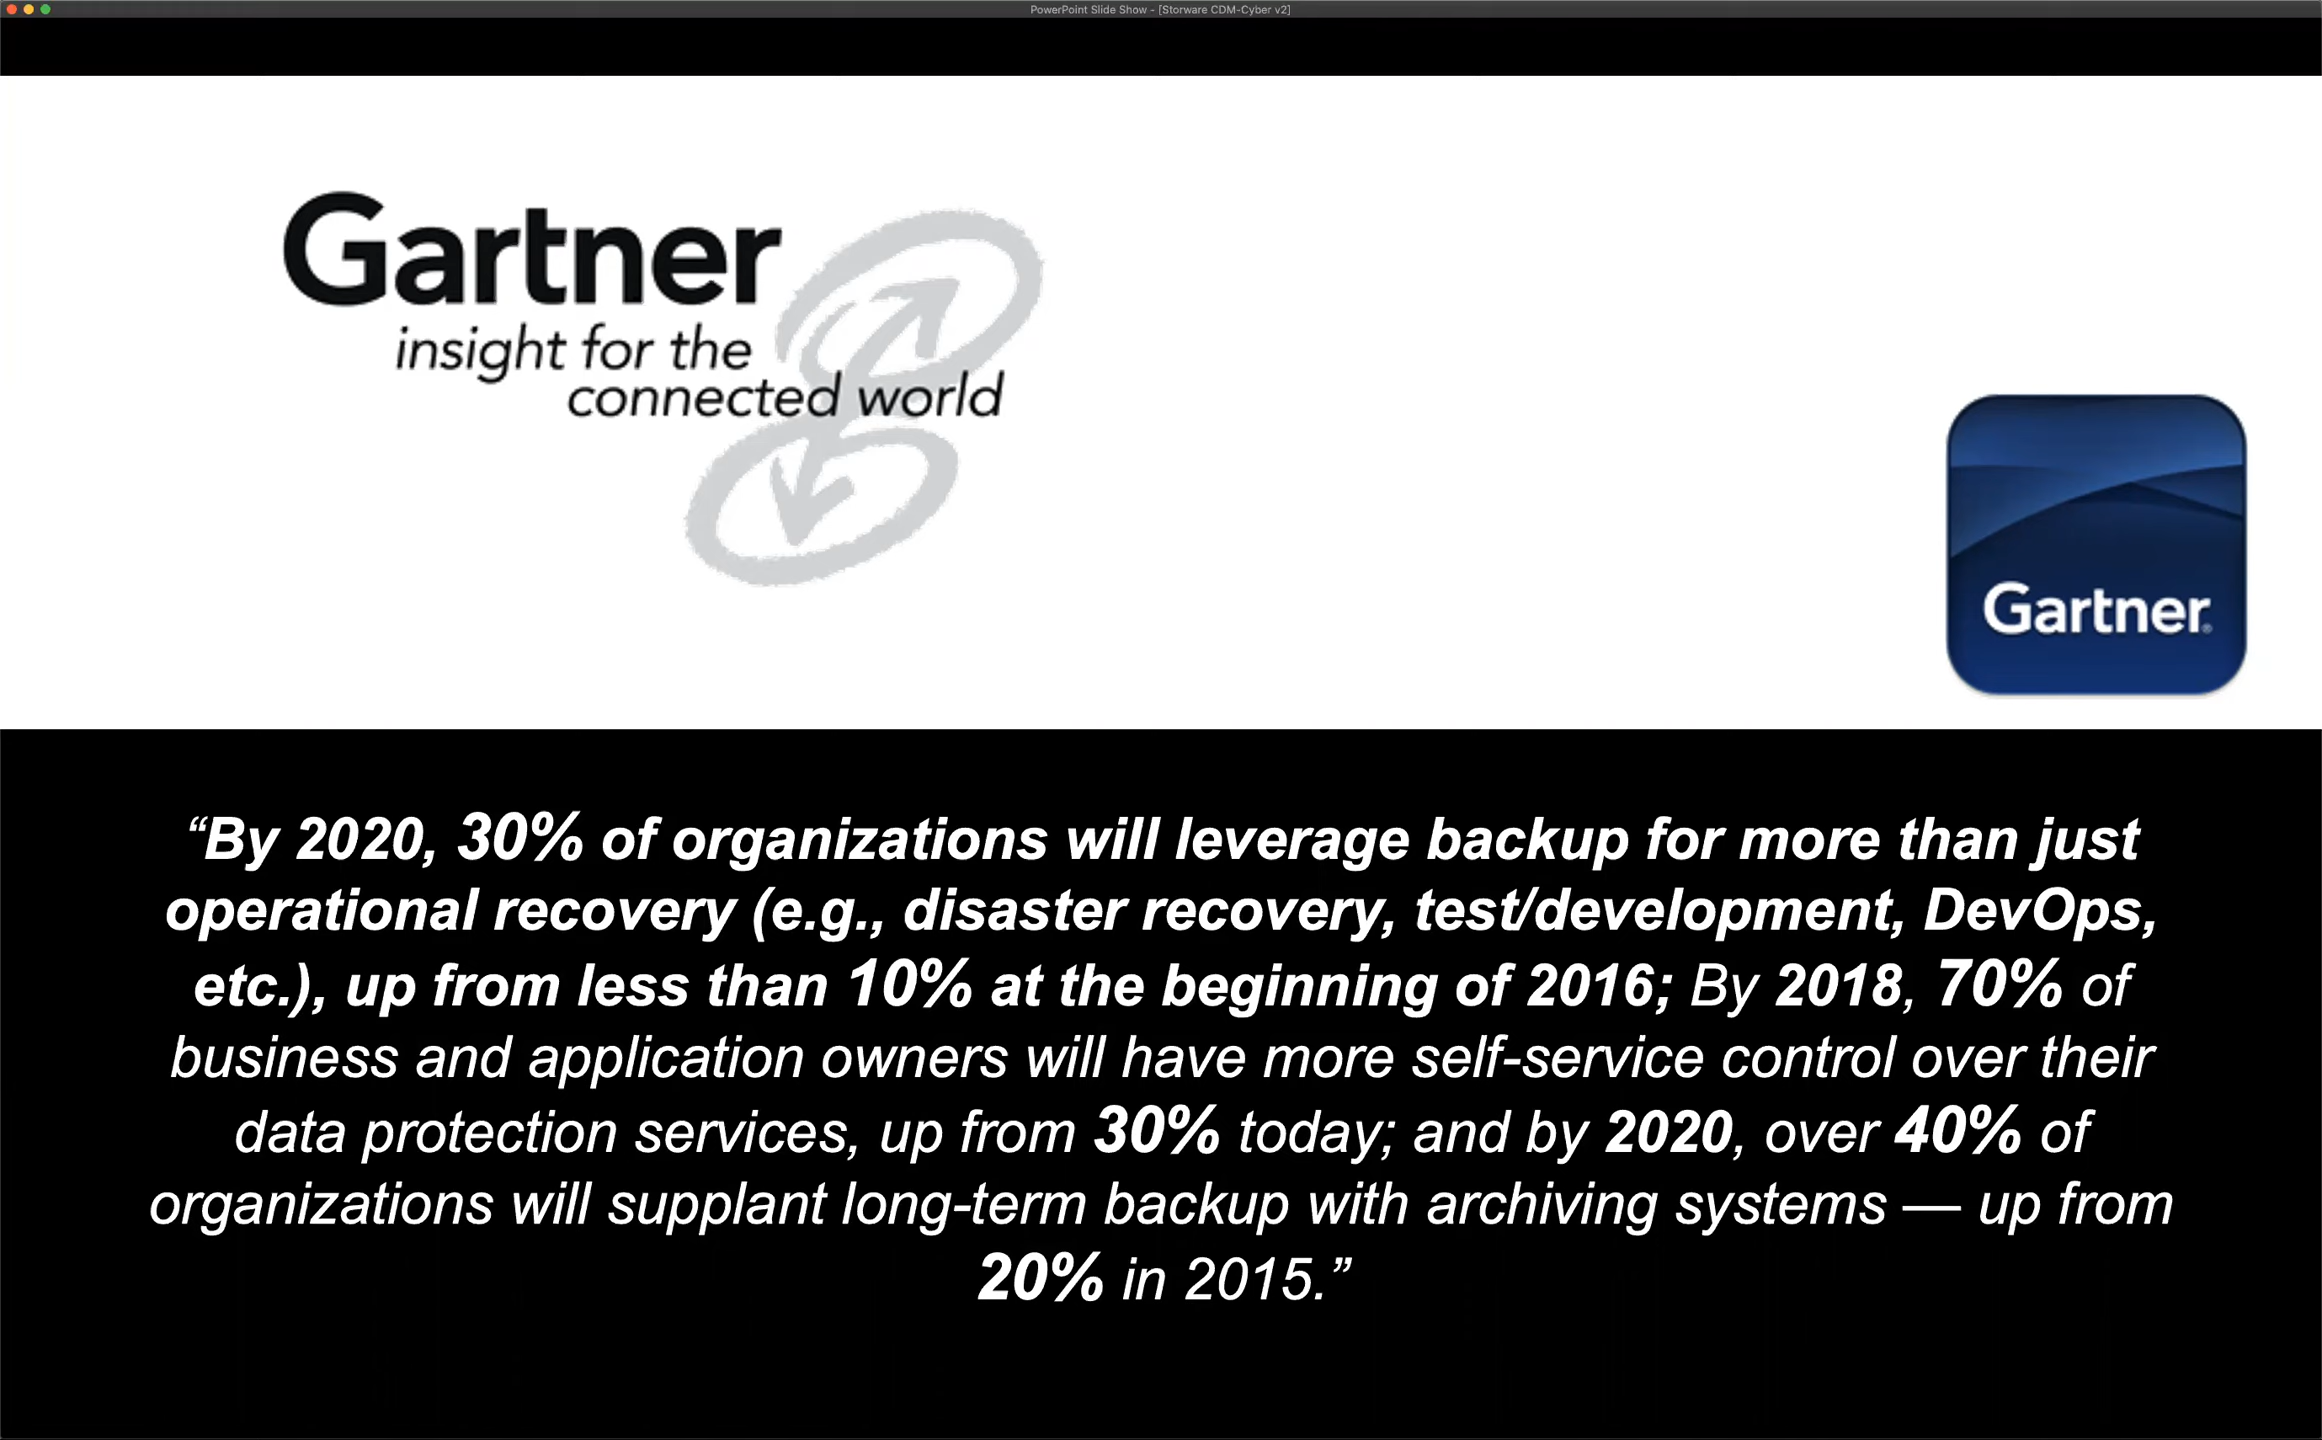 PowerPoint Slide Show - [Storware CDM-Cyber v2]
Gartner
insight for the
connected world
Gartner®
“By 2020, 30% of organizations will leverage backup for more than just
operational recovery (e.g., disaster recovery, test/development, DevOps,
etc.), up from less than 10% at the beginning of 2016; By 2018, 70% of
business and application owners will have more self-service control over their
data protection services, up from 30% today; and by 2020, over 40% of
organizations will supplant long-term backup with archiving systems — up from
20% in 2015.”